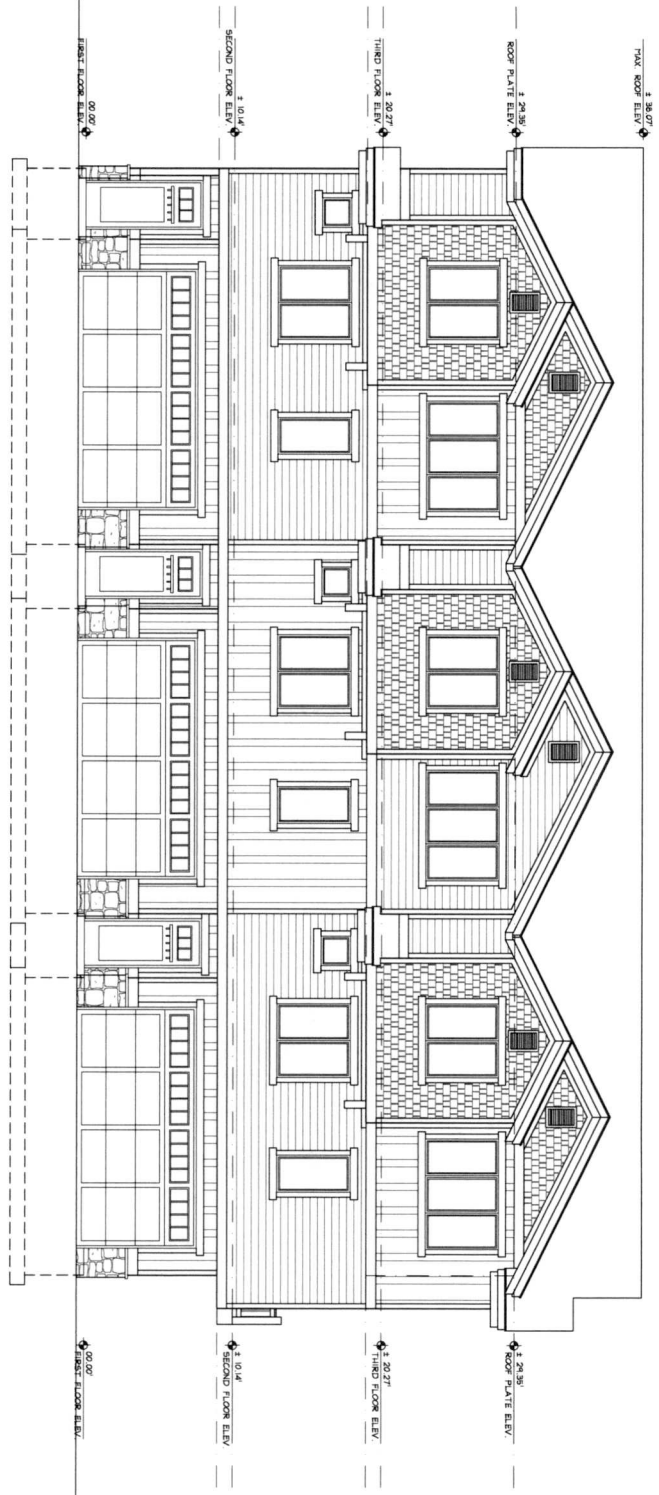 ± 38.07'
MAX. ROOF ELEV.
± 29.35'
ROOF PLATE ELEV.
± 20.27'
THIRD FLOOR ELEV.
± 10.14'
SECOND FLOOR ELEV.
00.00'
FIRST FLOOR ELEV.
± 29.35'
ROOF PLATE ELEV.
± 20.27'
THIRD FLOOR ELEV.
± 10.14'
SECOND FLOOR ELEV.
00.00'
FIRST FLOOR ELEV.